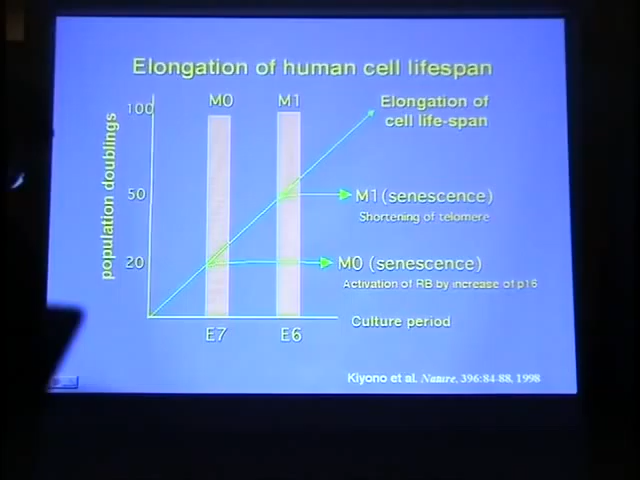 Elongation of human cell lifespan
M0
M1
100
Elongation of
cell life-span
population doublings
50
M1(senescence)
Shortening of telomere
20
M0 (senescence)
Activation of RB by increase of p16
Culture period
E7
E6
Kiyono et al. Nature, 396:84-88, 1998